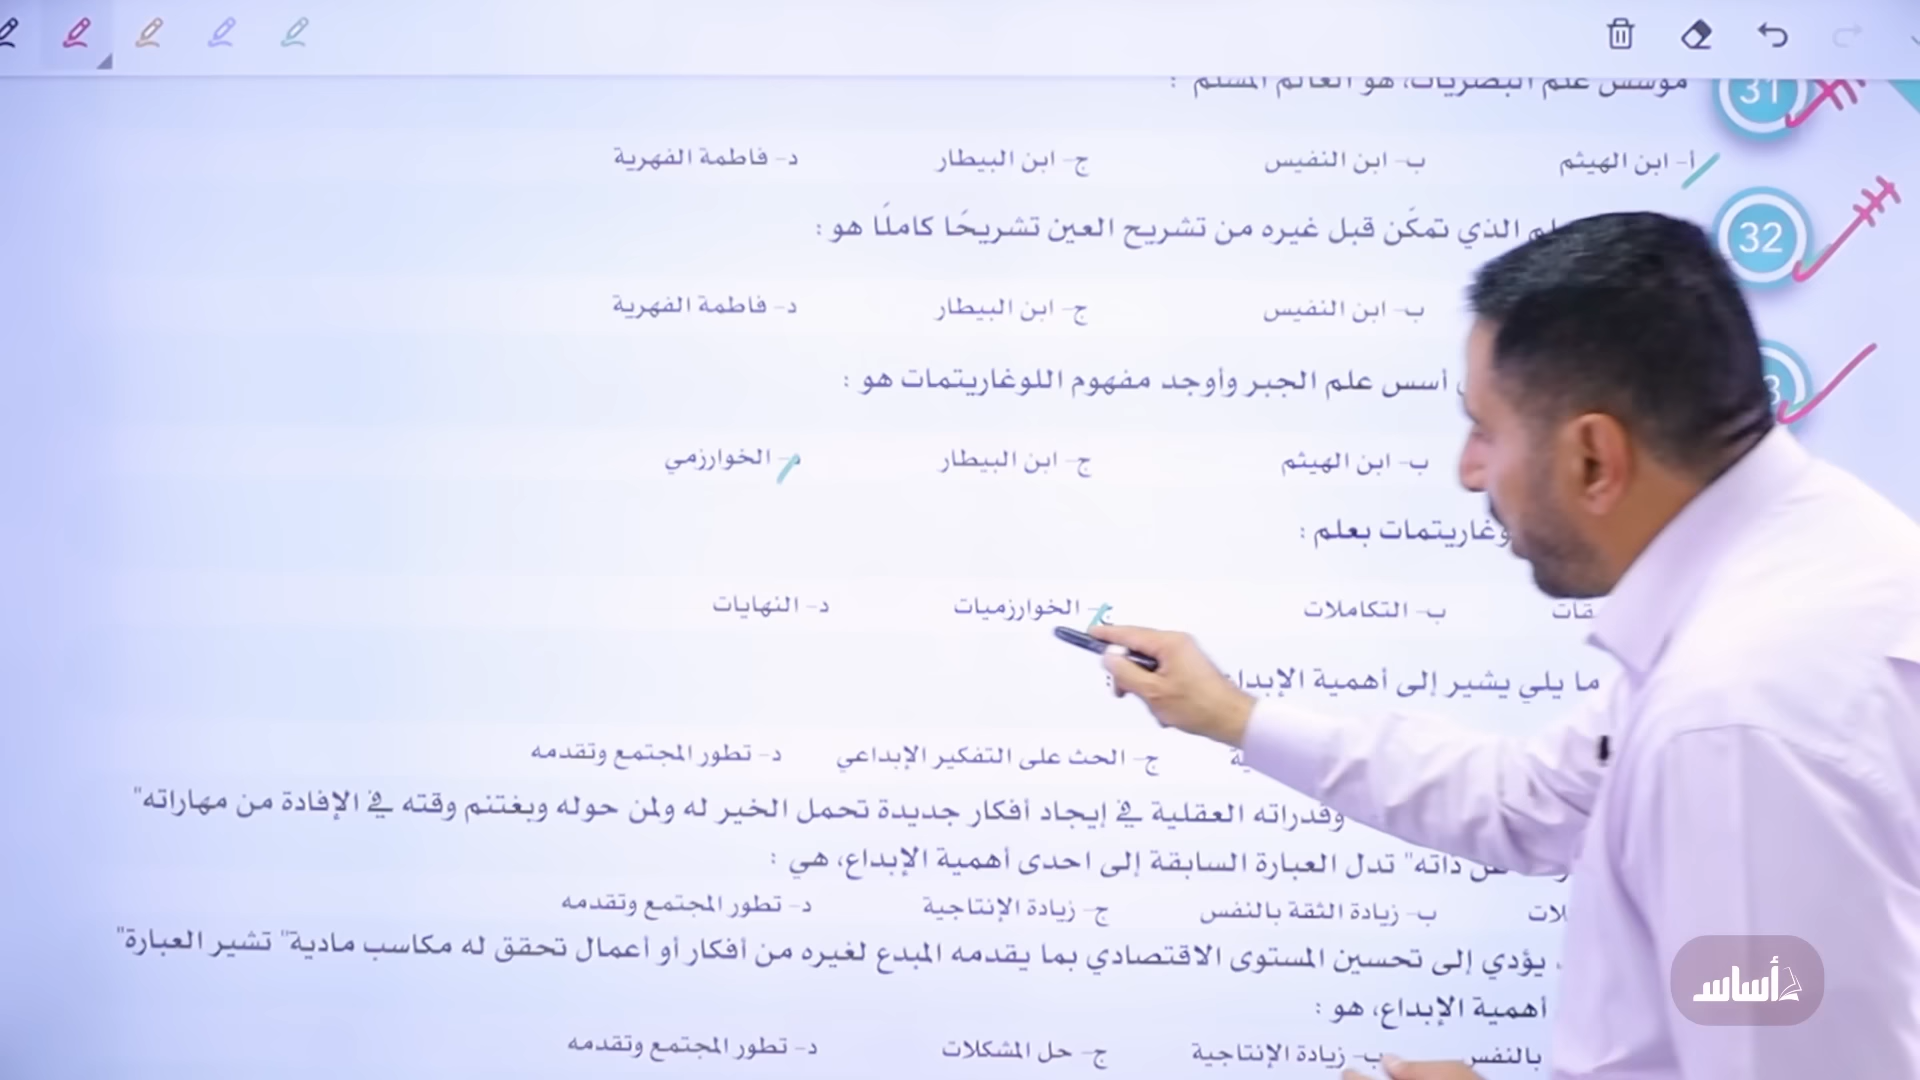 31 مؤسس علم البصريات، هو العالم المسلم :
أ- ابن الهيثم ب- ابن النفيس ج- ابن البيطار د- فاطمة الفهرية
32 الذي تمكّن قبل غيره من تشريح العين تشريحًا كاملًا هو :
ب- ابن النفيس ج- ابن البيطار د- فاطمة الفهرية
أسس علم الجبر وأوجد مفهوم اللوغاريتمات هو :
ب- ابن الهيثم ج- ابن البيطار د- الخوارزمي
بعلم :
ب- التكاملات ج- الخوارزميات د- النهايات
ما يلي يشير إلى أهمية :
ج- الحث على التفكير الإبداعي د- تطور المجتمع وتقدمه
وقدراته العقلية في إيجاد أفكار جديدة تحمل الخير له ولمن حوله ويغتنم وقته في الإفادة من مهاراته"
ذاته" تدل العبارة السابقة إلى احدى أهمية الإبداع، هي :
ب- زيادة الثقة بالنفس ج- زيادة الإنتاجية د- تطور المجتمع وتقدمه
يؤدي إلى تحسين المستوى الاقتصادي بما يقدمه المبدع لغيره من أفكار أو أعمال تحقق له مكاسب مادية" تشير العبارة"
أهمية الإبداع، هو :
بالنفس ب- زيادة الإنتاجية ج- حل المشكلات د- تطور المجتمع وتقدمه
أساس